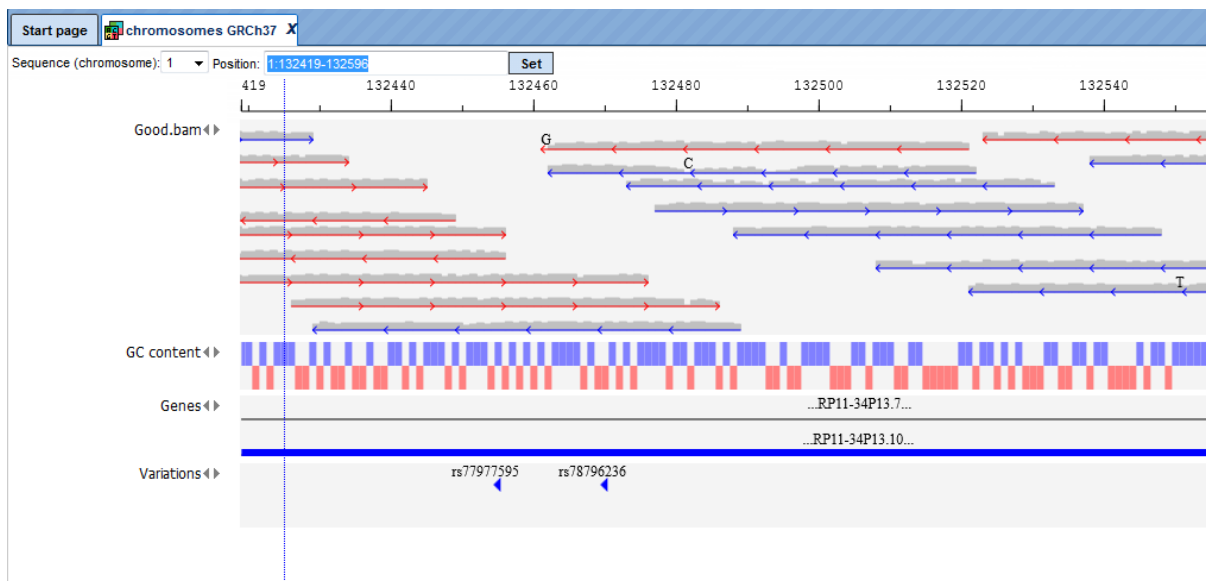 Start page chromosomes GRCh37 X
Sequence (chromosome): 1 Position: 1:132419-132596 Set
419 132440 132460 132480 132500 132520 132540
Good.bam
G
C
T
GC content
Genes
...RP11-34P13.7...
...RP11-34P13.10...
Variations
rs77977595 rs78796236